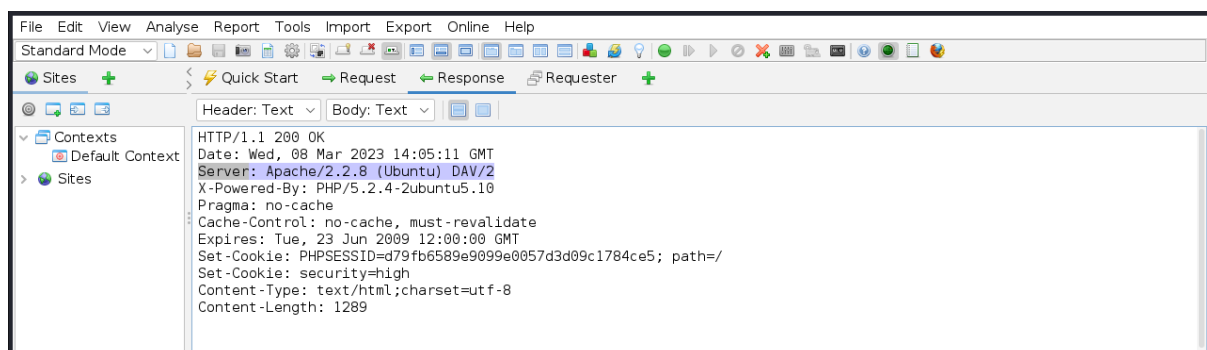 File Edit View Analyse Report Tools Import Export Online Help
Standard Mode
Sites
Quick Start Request Response Requester
Header: Text Body: Text
Contexts
Default Context
Sites
HTTP/1.1 200 OK
Date: Wed, 08 Mar 2023 14:05:11 GMT
Server: Apache/2.2.8 (Ubuntu) DAV/2
X-Powered-By: PHP/5.2.4-2ubuntu5.10
Pragma: no-cache
Cache-Control: no-cache, must-revalidate
Expires: Tue, 23 Jun 2009 12:00:00 GMT
Set-Cookie: PHPSESSID=d79fb6589e9099e0057d3d09c1784ce5; path=/
Set-Cookie: security=high
Content-Type: text/html;charset=utf-8
Content-Length: 1289